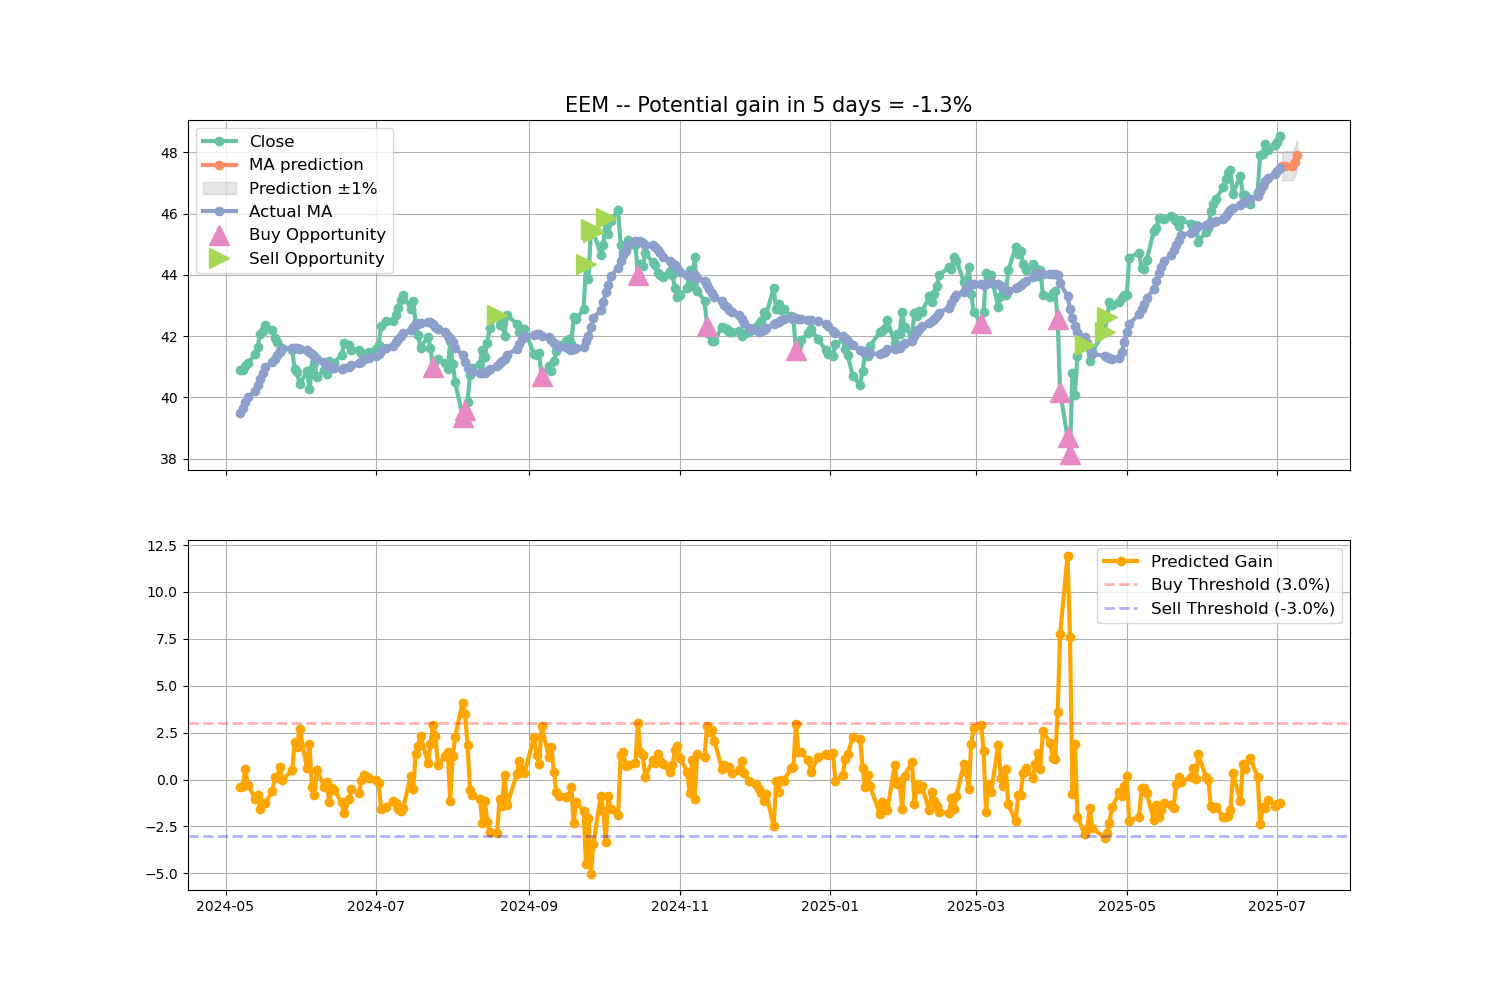 EEM -- Potential gain in 5 days = -1.3%
Close
MA prediction
Prediction ±1%
Actual MA
Buy Opportunity
Sell Opportunity
48
46
44
42
40
38
12.5
10.0
7.5
5.0
2.5
0.0
−2.5
−5.0
Predicted Gain
Buy Threshold (3.0%)
Sell Threshold (-3.0%)
2024-05 2024-07 2024-09 2024-11 2025-01 2025-03 2025-05 2025-07